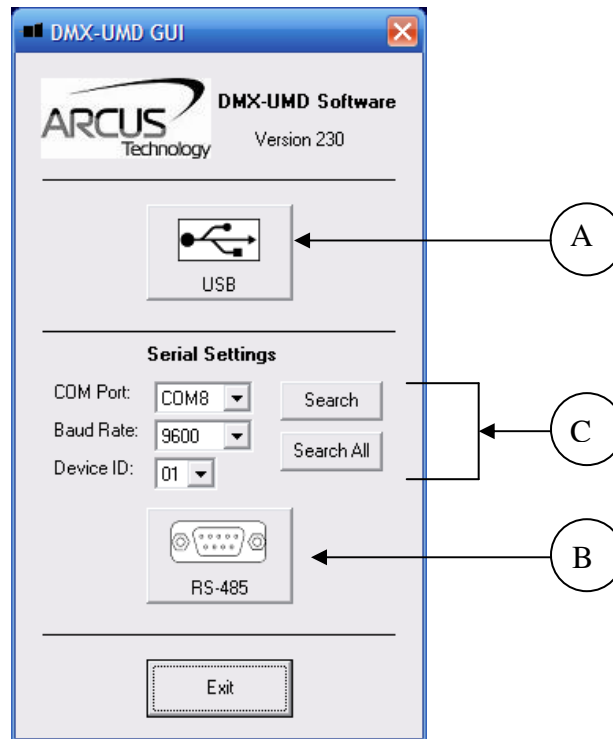 DMX-UMD GUI
ARCUS
Technology
DMX-UMD Software
Version 230
USB
A
Serial Settings
COM Port: COM8 Search
Baud Rate: 9600 Search All
Device ID: 01
C
RS-485
B
Exit